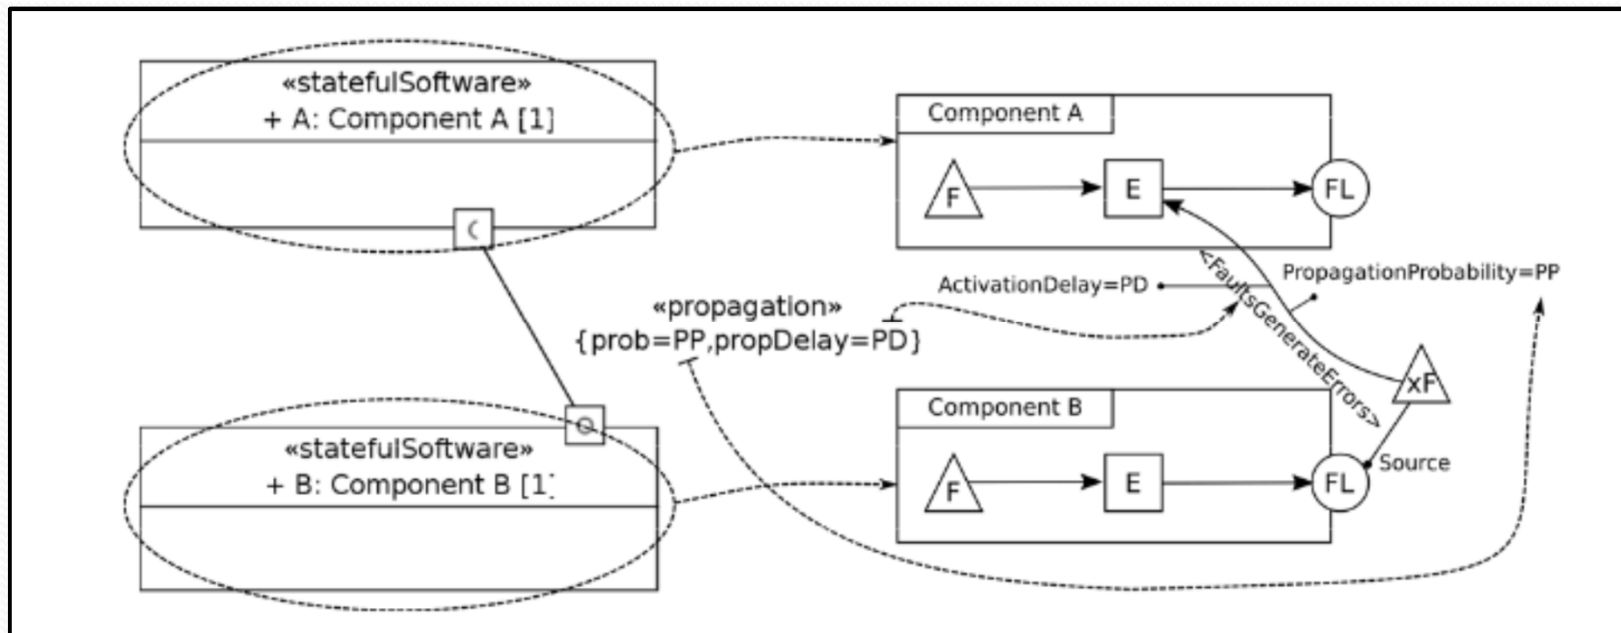 «statefulSoftware»
+ A: Component A [1]
«propagation»
{prob=PP,propDelay=PD}
«statefulSoftware»
+ B: Component B [1]
Component A
F
E
FL
ActivationDelay=PD
<FaultsGenerateErrors>
PropagationProbability=PP
xF
Component B
F
E
FL
Source